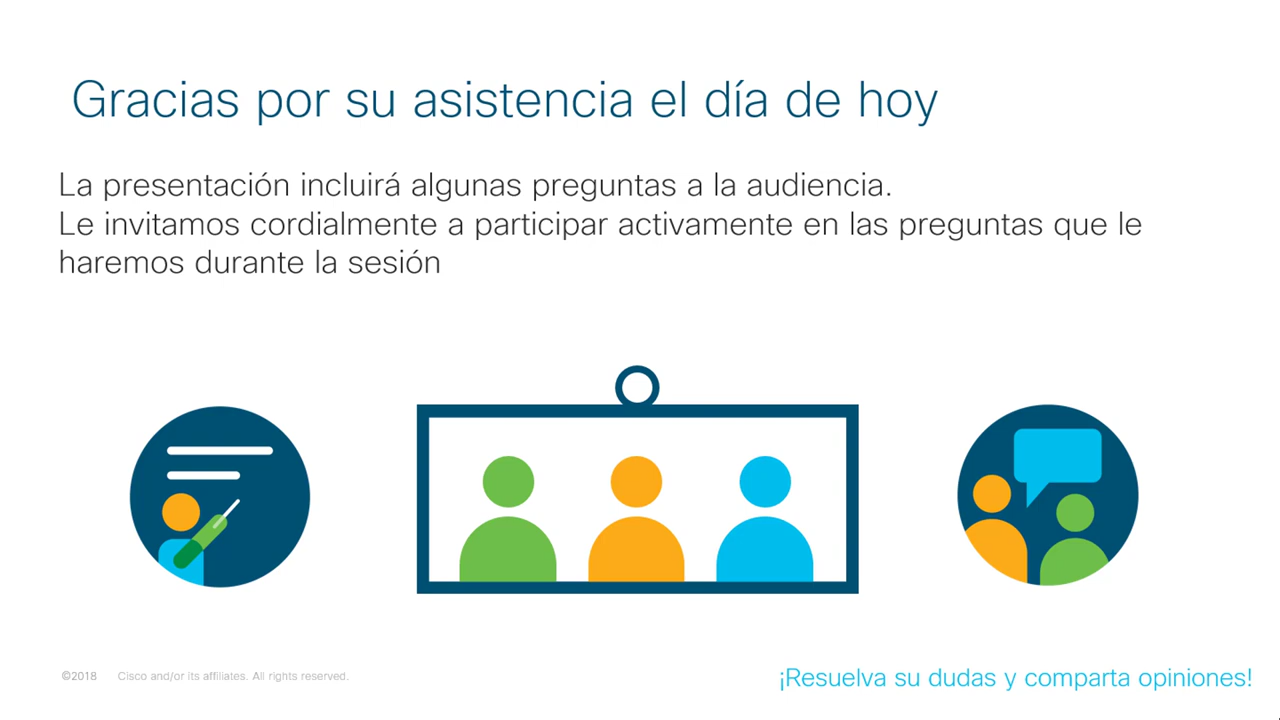 Gracias por su asistencia el día de hoy
La presentación incluirá algunas preguntas a la audiencia.
Le invitamos cordialmente a participar activamente en las preguntas que le
haremos durante la sesión
©2018 Cisco and/or its affiliates. All rights reserved.
¡Resuelva su dudas y comparta opiniones!